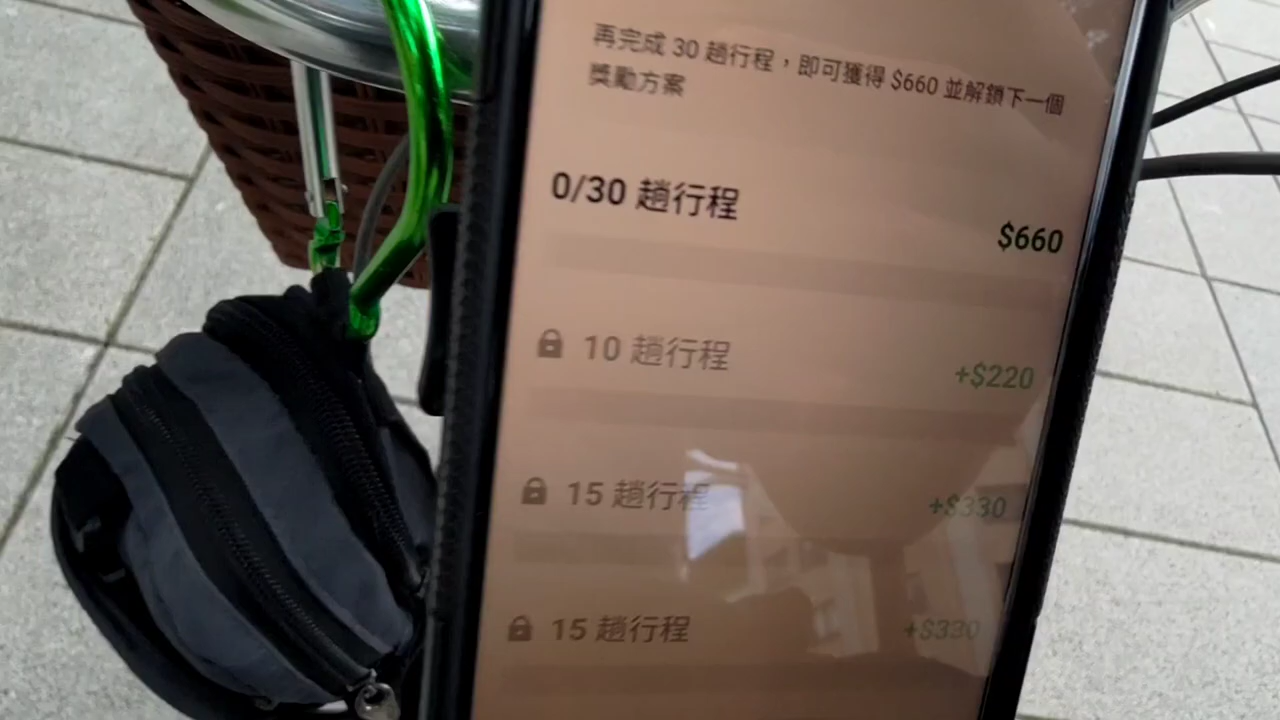 再完成 30 趟行程，即可獲得 $660 並解鎖下一個
獎勵方案
0/30 趟行程
$660
10 趟行程
+$220
15 趟行程
+$330
15 趟行程
+$330